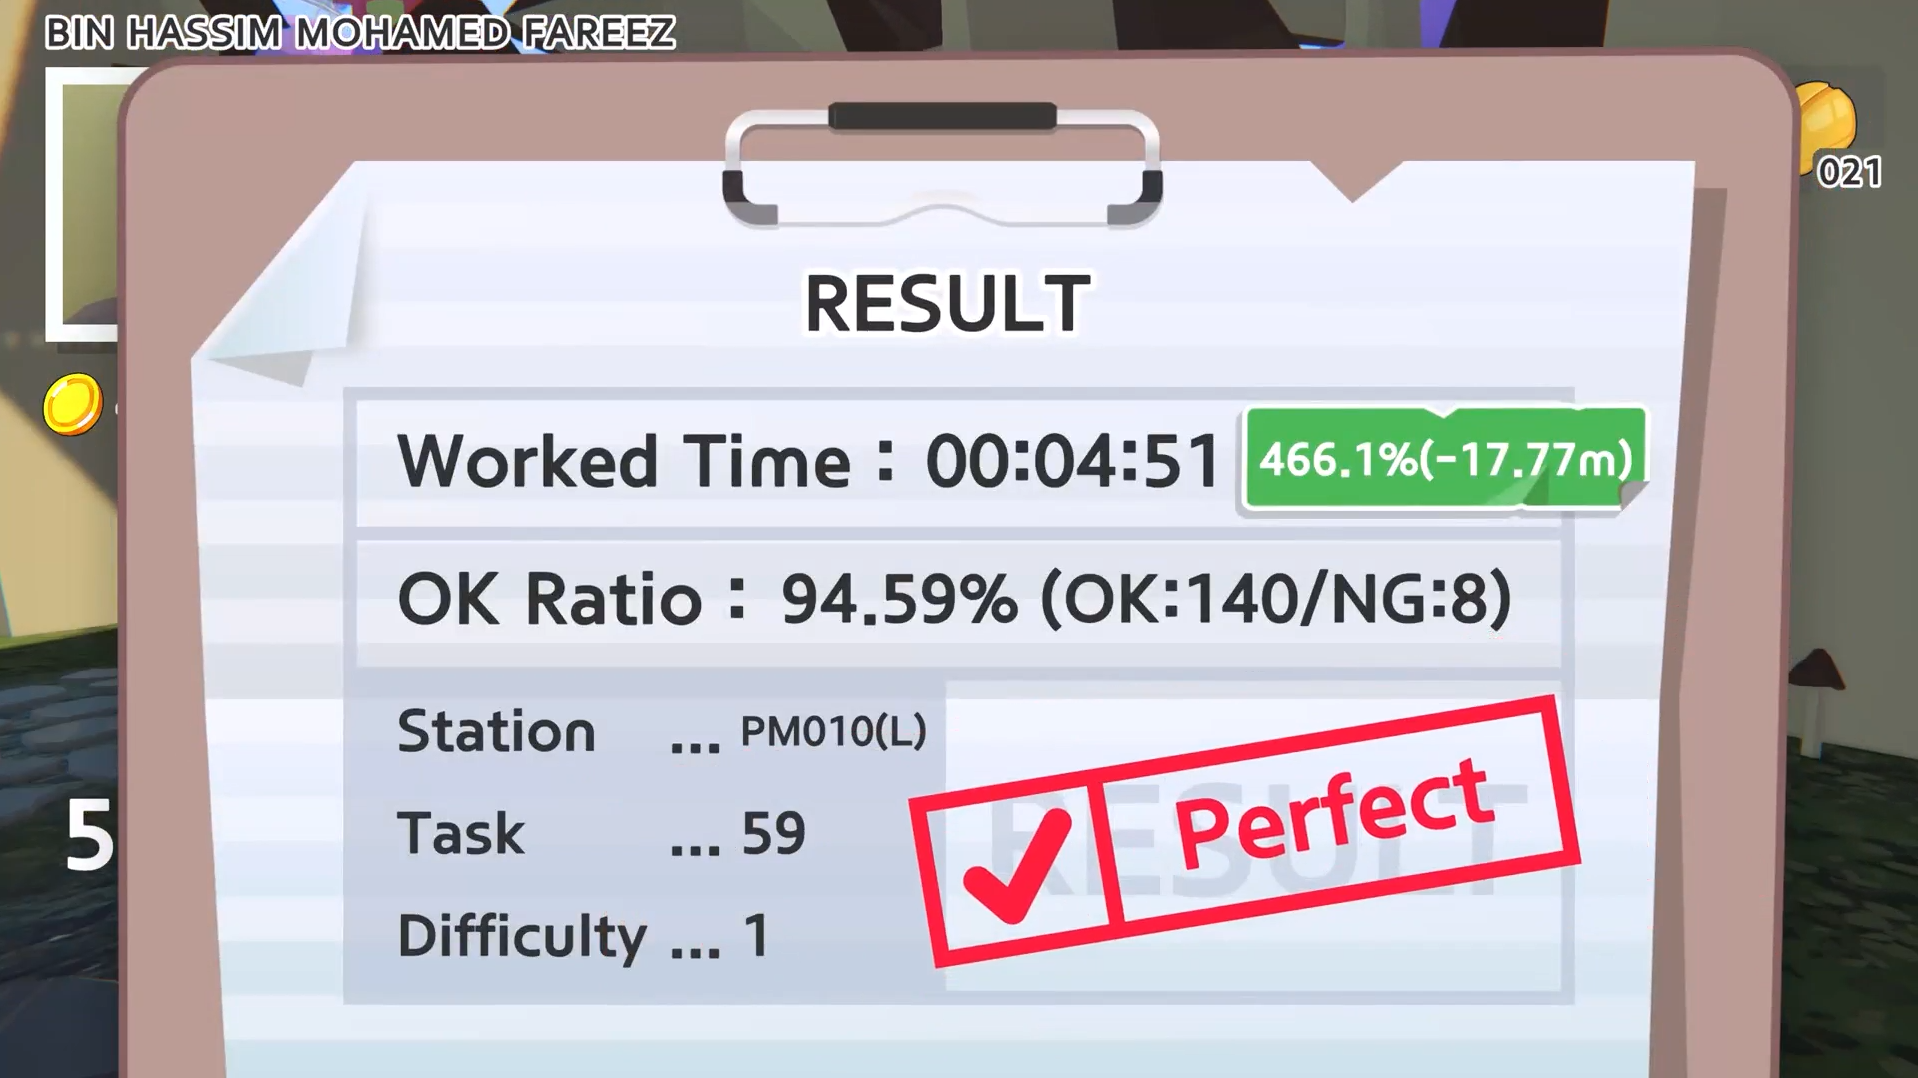 BIN HASSIM MOHAMED FAREEZ
021
RESULT
Worked Time : 00:04:51
466.1%(-17.77m)
OK Ratio : 94.59% (OK:140/NG:8)
Station ... PM010(L)
Task ... 59
Difficulty ... 1
RESULT
Perfect
5